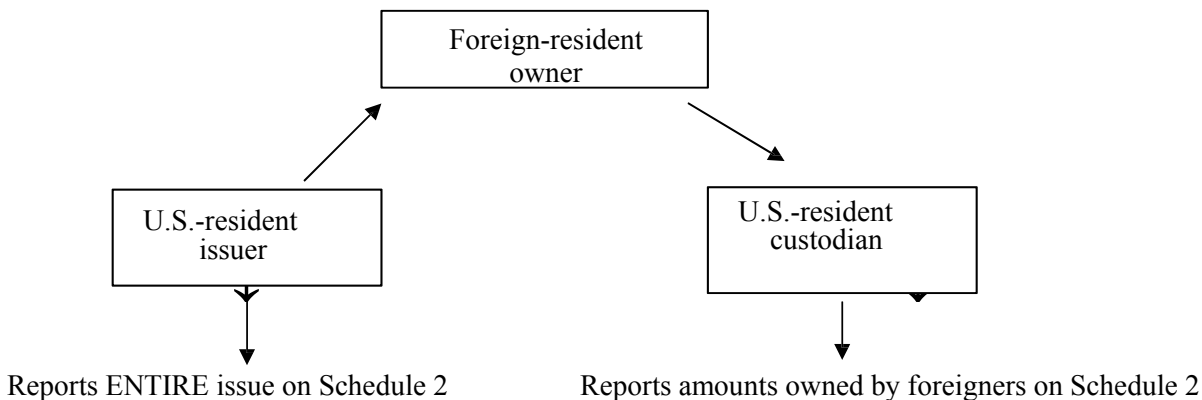 Foreign-resident
owner
U.S.-resident
issuer
U.S.-resident
custodian
Reports ENTIRE issue on Schedule 2
Reports amounts owned by foreigners on Schedule 2